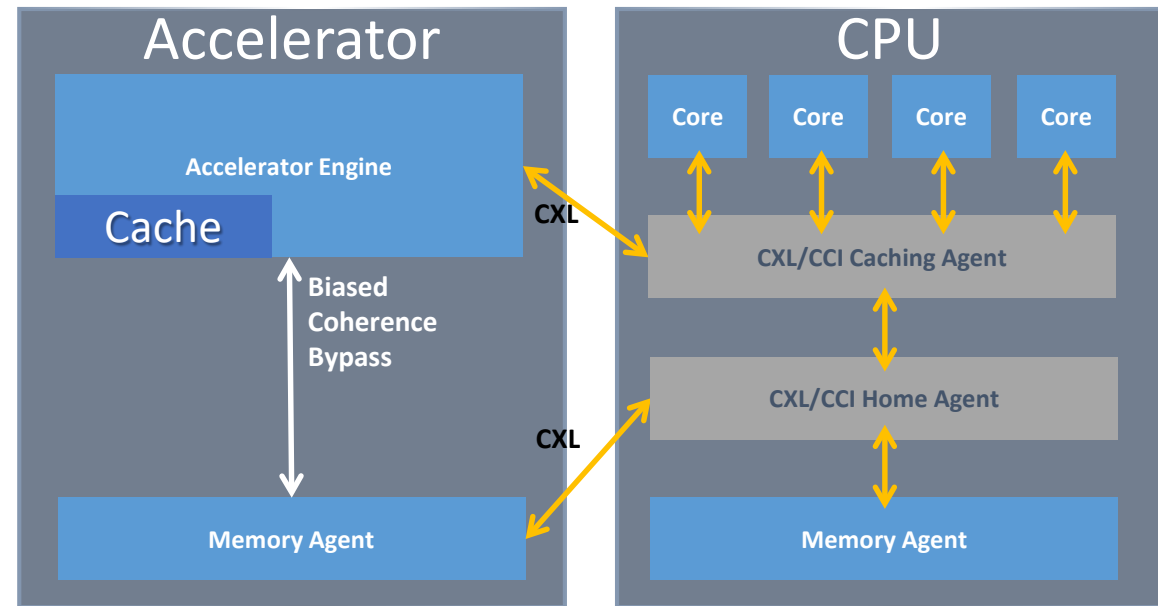 Accelerator
Accelerator Engine
Cache
Biased
Coherence
Bypass
Memory Agent
CXL
CXL
CPU
Core
Core
Core
Core
CXL/CCI Caching Agent
CXL/CCI Home Agent
Memory Agent